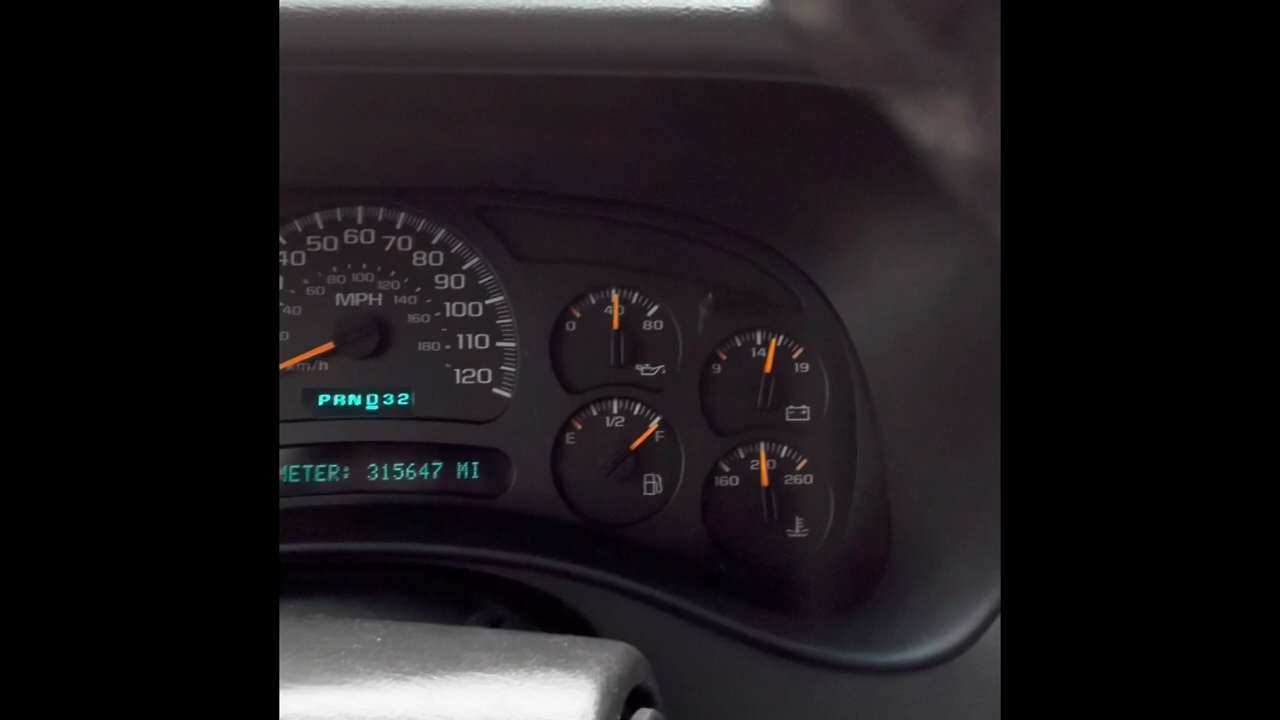 40 50 60 70 80 90 100 110 120
40 60 80 100 120 140 160 180
MPH
km/h
PRND32
METER: 315647 MI
0 40 80
9 14 19
E 1/2 F
160 210 260